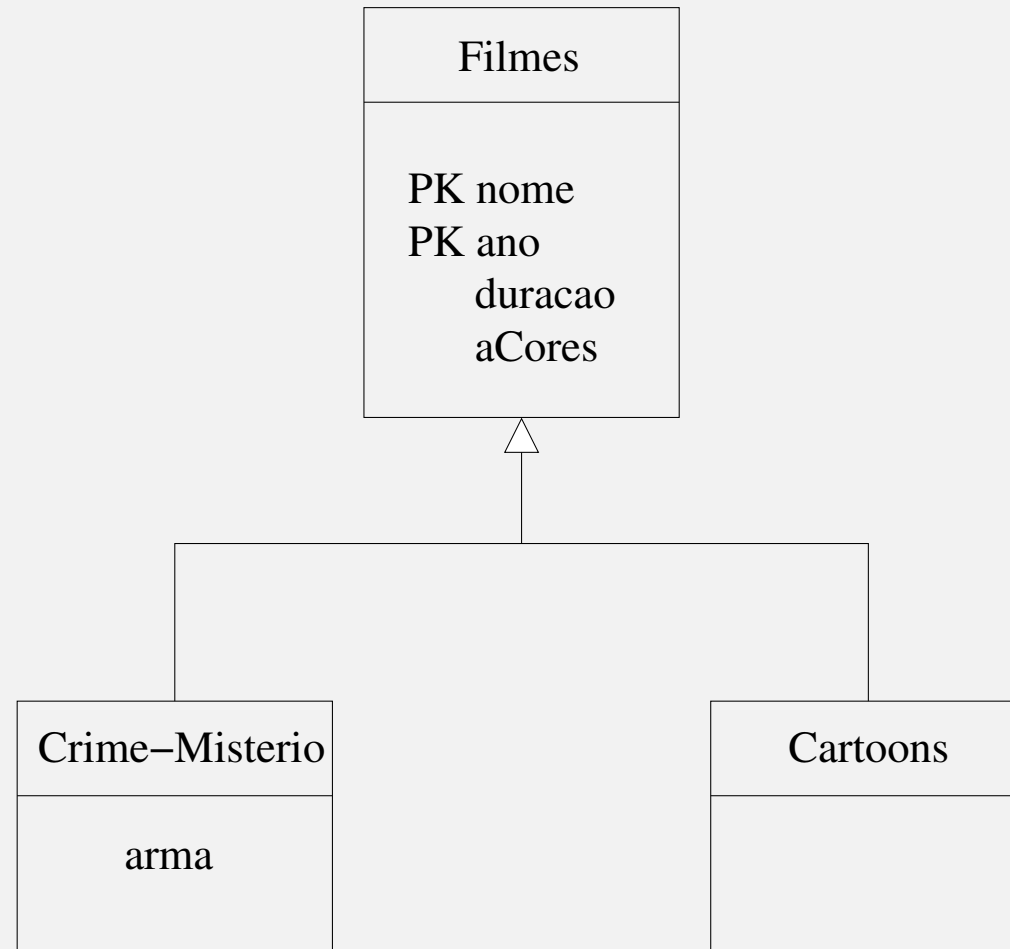 Filmes
PK nome
PK ano
duracao
aCores
Crime−Misterio
Cartoons
arma